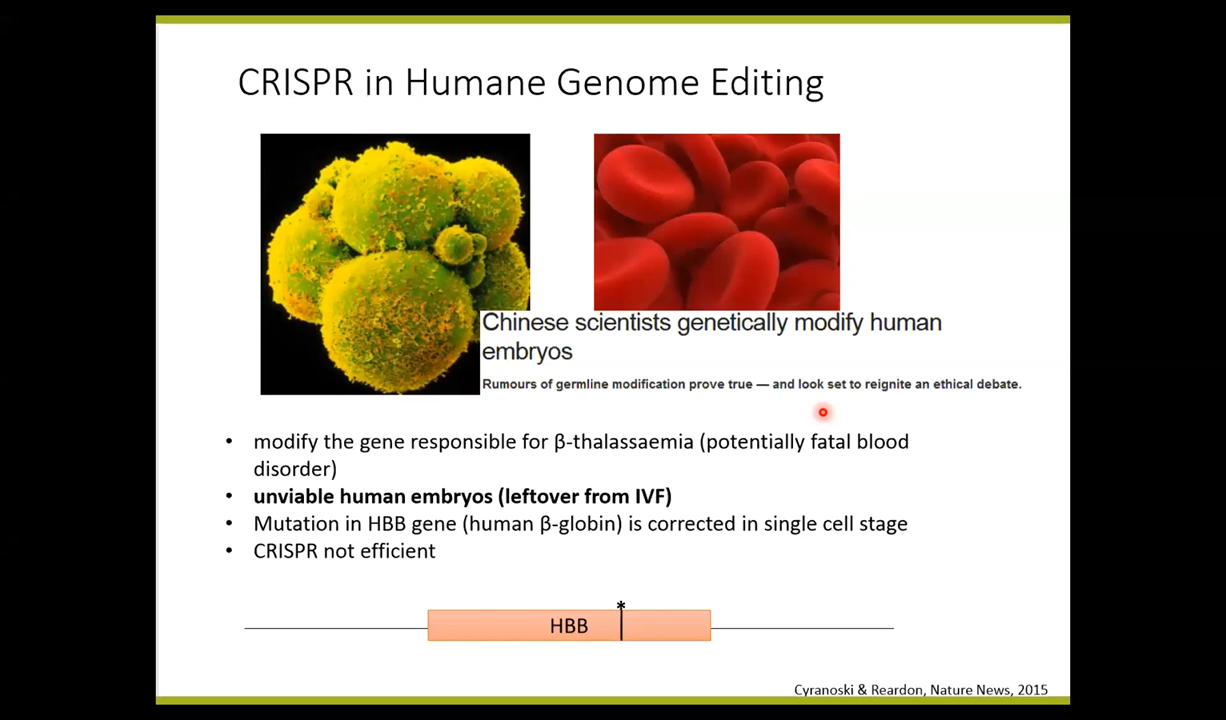 CRISPR in Humane Genome Editing
Chinese scientists genetically modify human
embryos
Rumours of germline modification prove true — and look set to reignite an ethical debate.
• modify the gene responsible for β-thalassaemia (potentially fatal blood
disorder)
• unviable human embryos (leftover from IVF)
• Mutation in HBB gene (human β-globin) is corrected in single cell stage
• CRISPR not efficient
*
HBB
Cyranoski & Reardon, Nature News, 2015